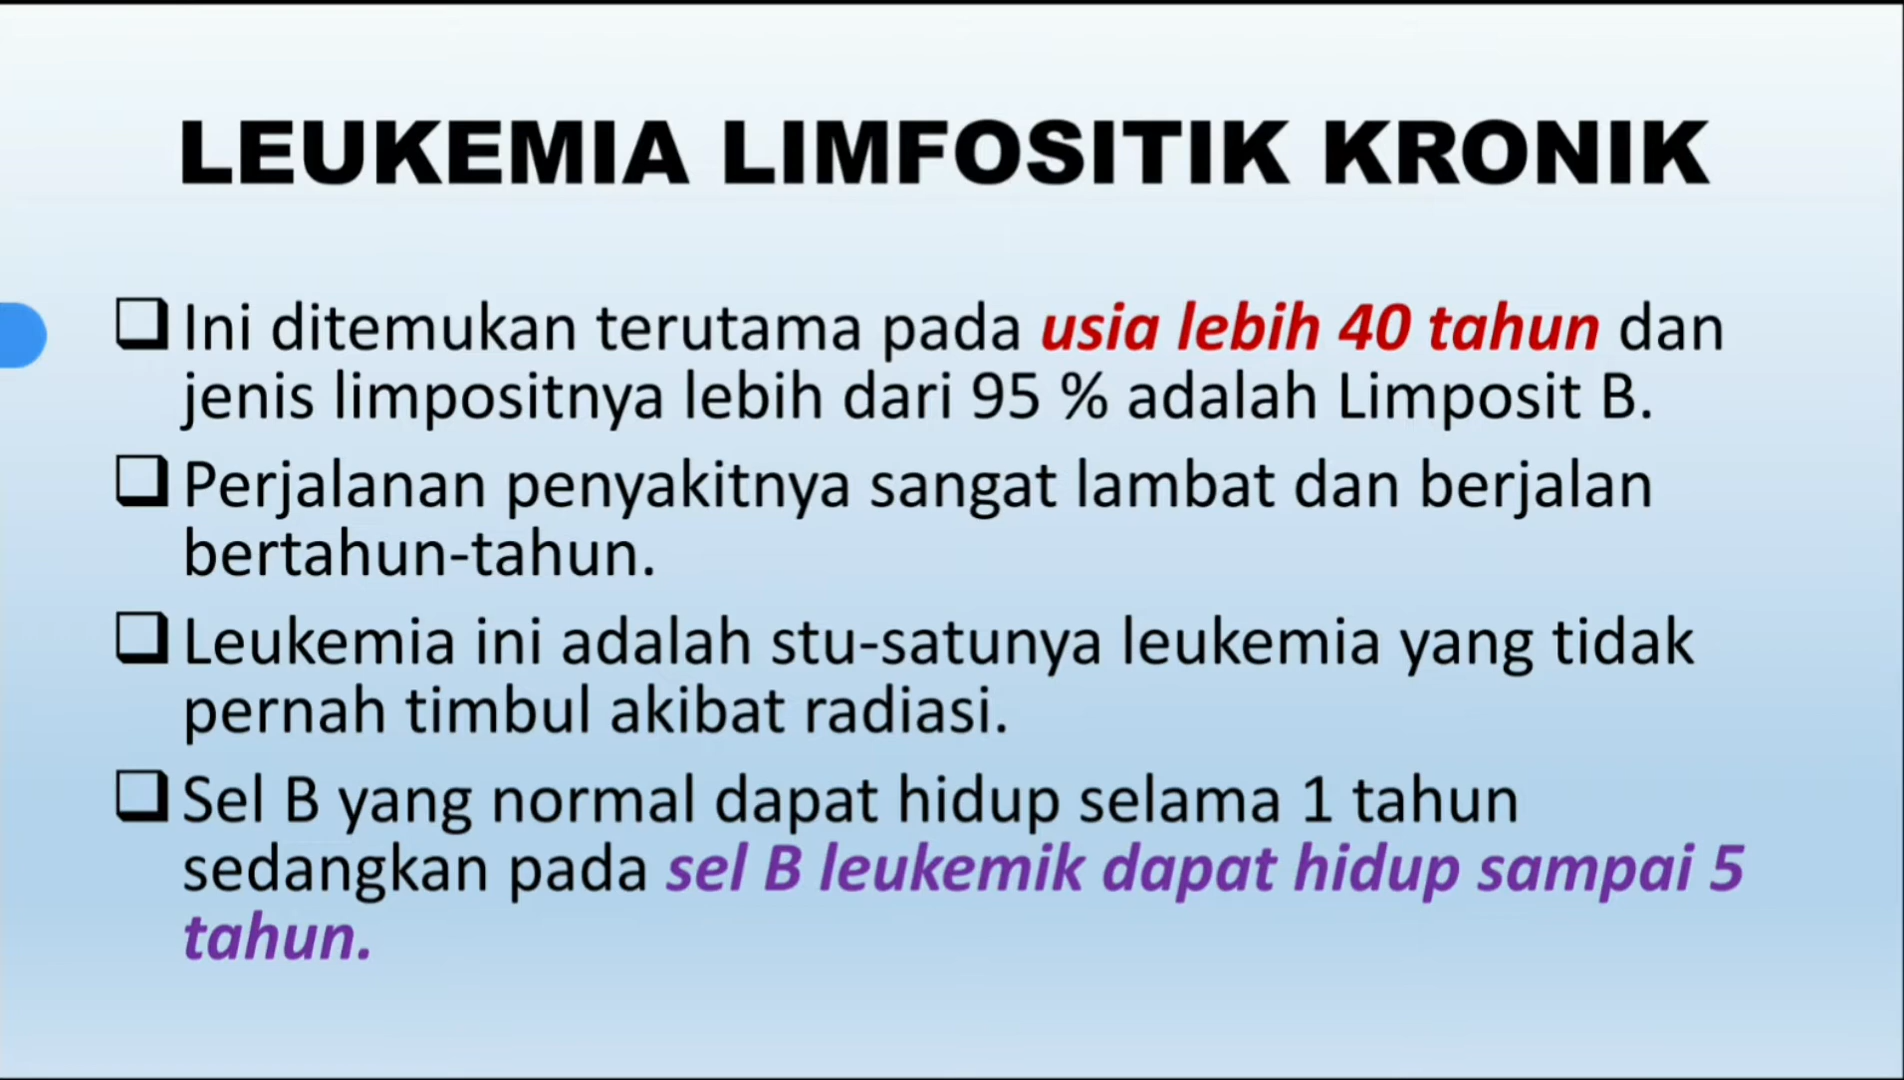 LEUKEMIA LIMFOSITIK KRONIK
Ini ditemukan terutama pada usia lebih 40 tahun dan
jenis limpositnya lebih dari 95 % adalah Limposit B.
Perjalanan penyakitnya sangat lambat dan berjalan
bertahun-tahun.
Leukemia ini adalah stu-satunya leukemia yang tidak
pernah timbul akibat radiasi.
Sel B yang normal dapat hidup selama 1 tahun
sedangkan pada sel B leukemik dapat hidup sampai 5
tahun.